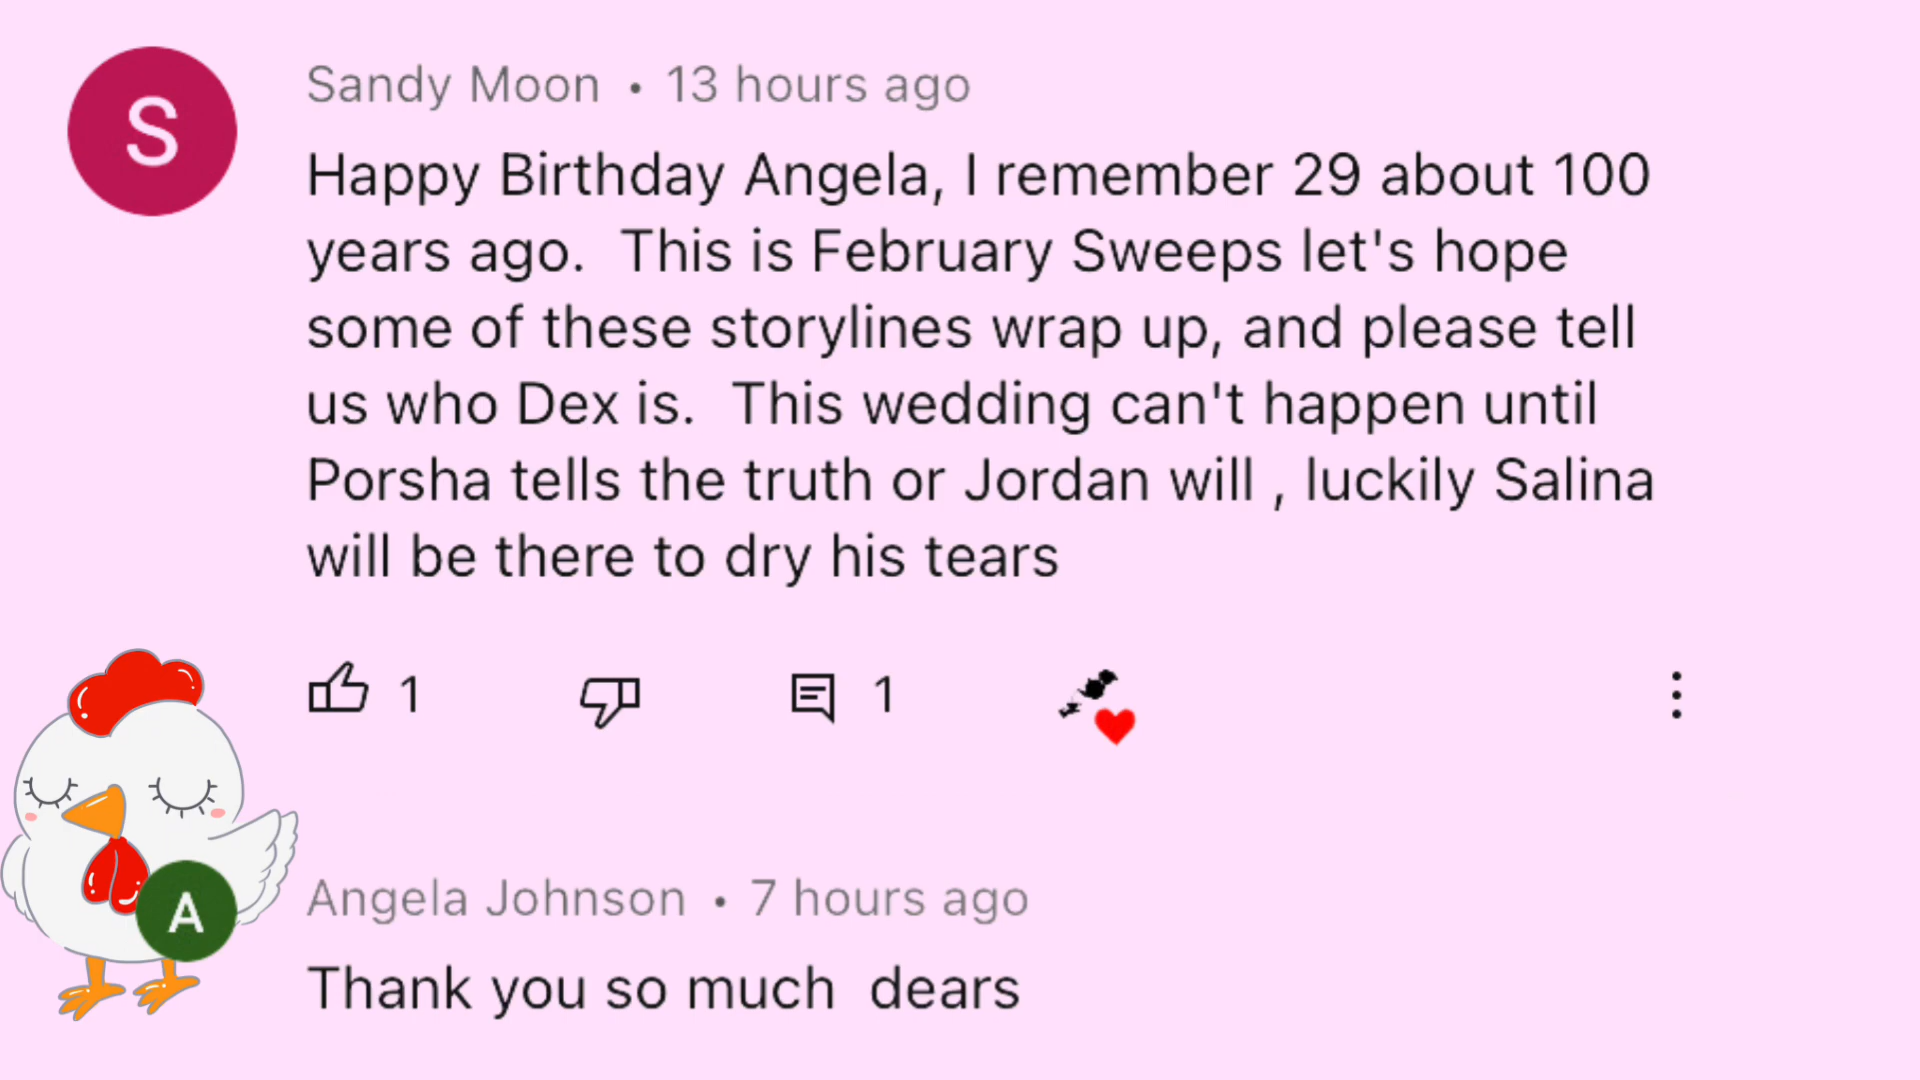 S
Sandy Moon • 13 hours ago
Happy Birthday Angela, I remember 29 about 100
years ago.  This is February Sweeps let's hope
some of these storylines wrap up, and please tell
us who Dex is.  This wedding can't happen until
Porsha tells the truth or Jordan will , luckily Salina
will be there to dry his tears
1 1
A
Angela Johnson • 7 hours ago
Thank you so much  dears